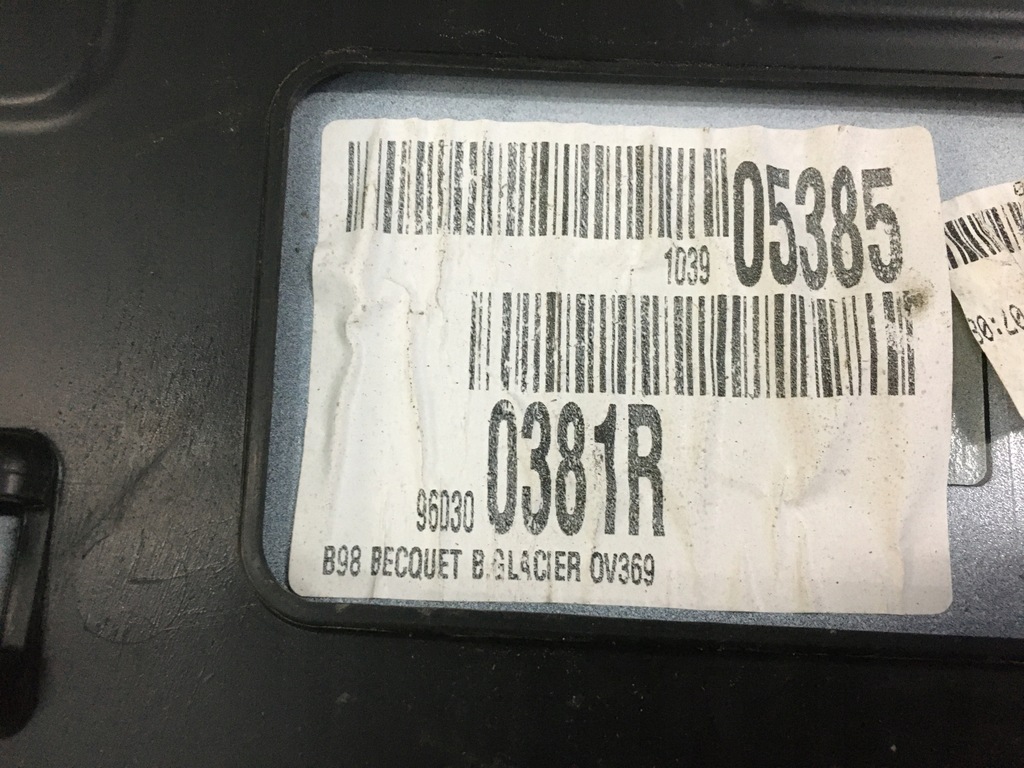 1039 05385
96030 0381R
B98 BECQUET B.GLACIER OV369